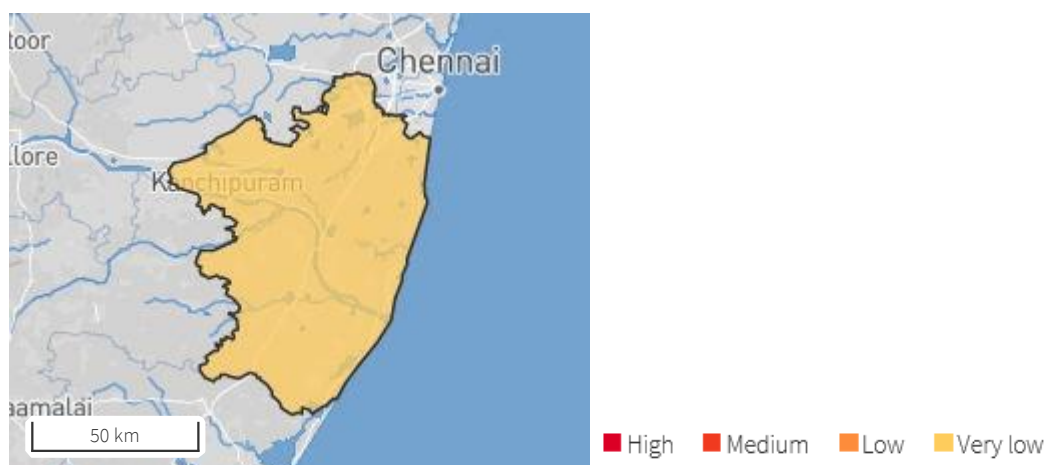 toor
Chennai
llore
Kanchipuram
aamalai
50 km
High Medium Low Very low